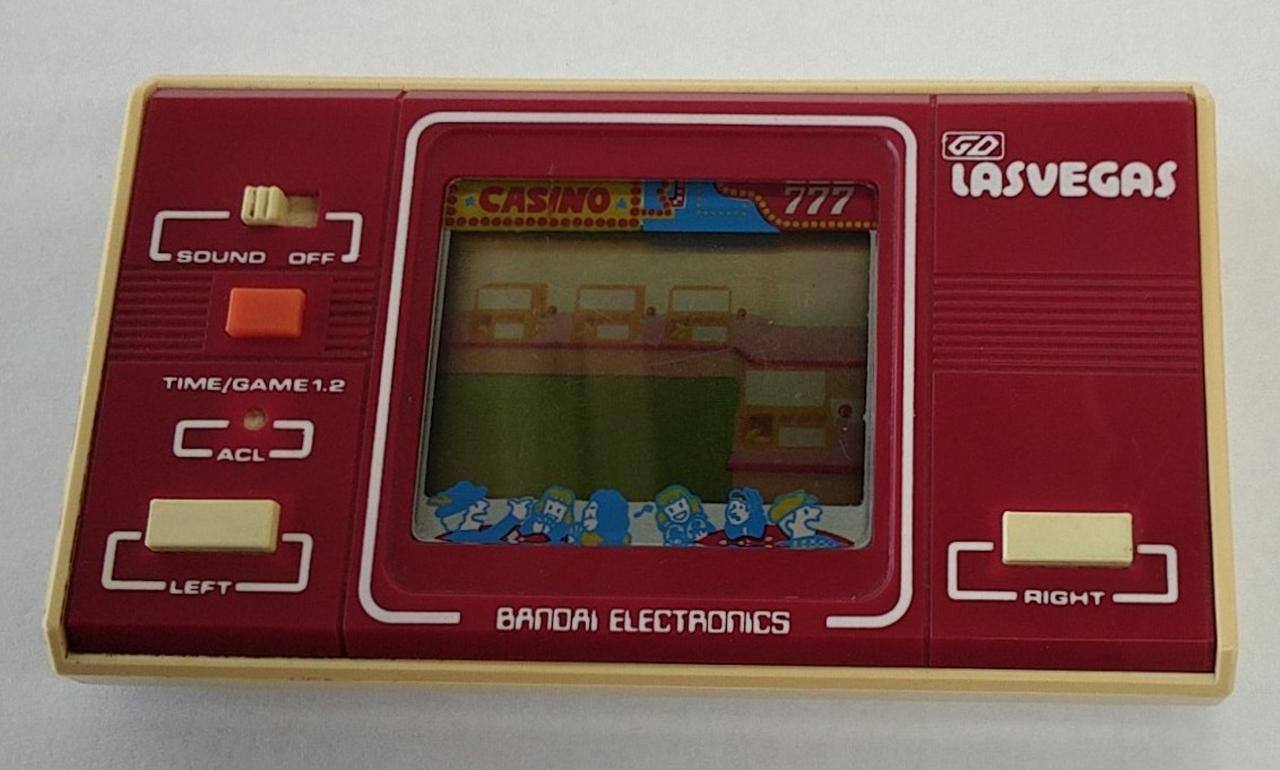 GD
LASVEGAS
CASINO
777
SOUND OFF
TIME/GAME 1.2
ACL
LEFT
RIGHT
BANDAI ELECTRONICS